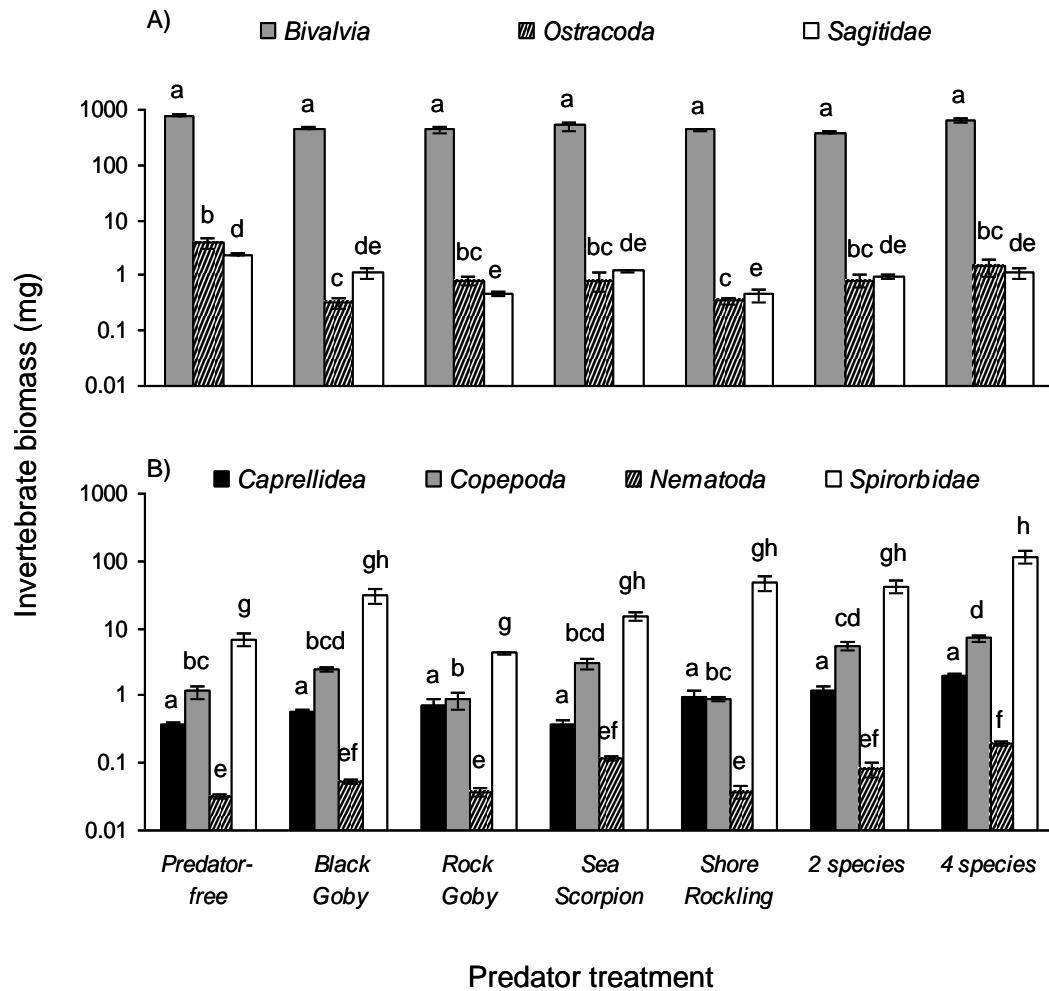 A)
Bivalvia Ostracoda Sagitidae
a a a a a a a
1000
100
10
1
0.1
0.01
b d c de bc e bc de c e bc de bc de
Invertebrate biomass (mg)
B)
Caprellidea Copepoda Nematoda Spirorbidae
1000
100
10
1
0.1
0.01
a bc e g
a bcd ef gh
a b e g
a bcd ef gh
a bc e gh
a cd ef gh
a d f h
Predator-free
Black Goby
Rock Goby
Sea Scorpion
Shore Rockling
2 species
4 species
Predator treatment